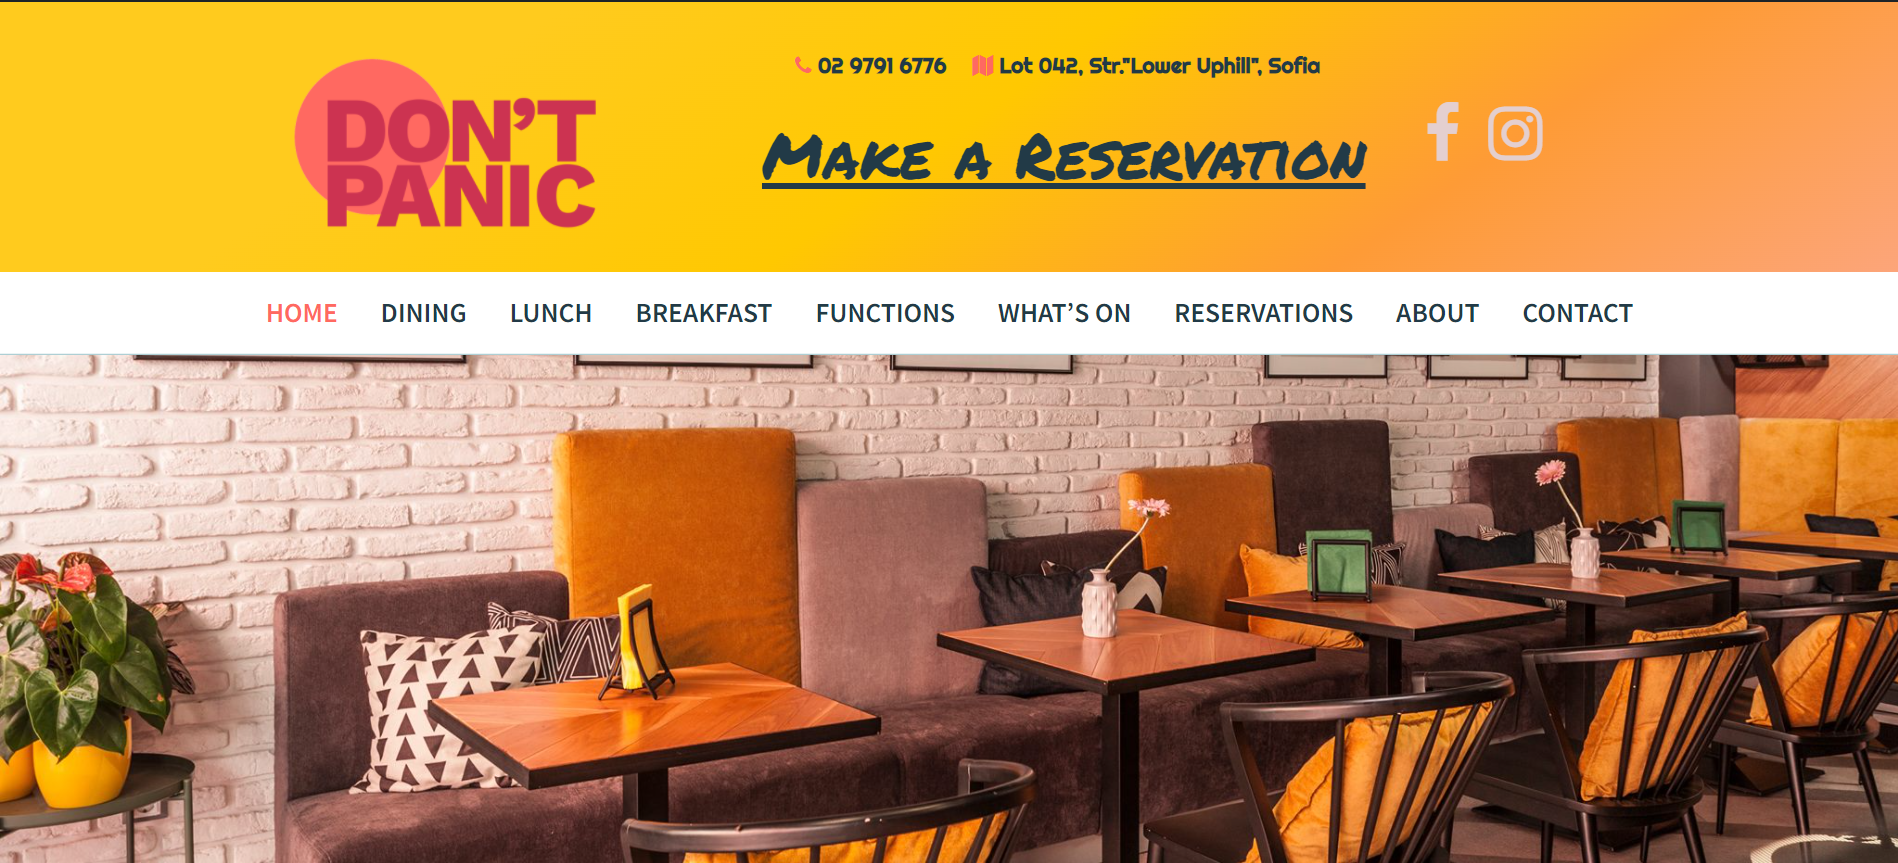 DON'T
PANIC
02 9791 6776 Lot 042, Str."Lower Uphill", Sofia
Make a Reservation
HOME DINING LUNCH BREAKFAST FUNCTIONS WHAT'S ON RESERVATIONS ABOUT CONTACT